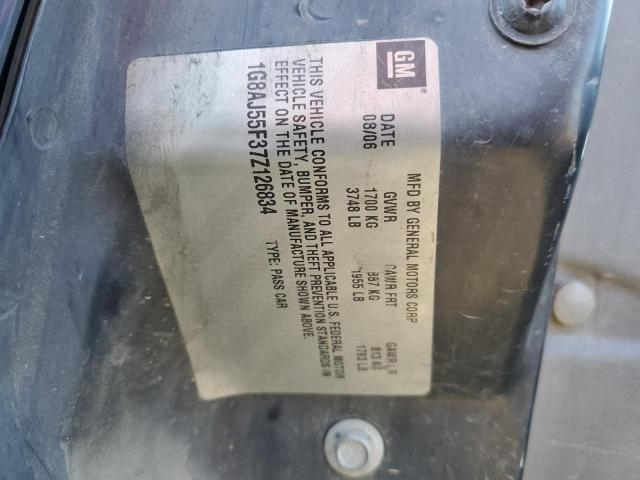 GM
MFD BY GENERAL MOTORS CORP
DATE GVWR GAWR FRT GAWR RR
08/06 1700 KG 887 KG 813 KG
3748 LB 1955 LB 1793 LB
THIS VEHICLE CONFORMS TO ALL APPLICABLE U.S. FEDERAL MOTOR
VEHICLE SAFETY, BUMPER, AND THEFT PREVENTION STANDARDS IN
EFFECT ON THE DATE OF MANUFACTURE SHOWN ABOVE.
1G8AJ55F37Z126834 TYPE: PASS CAR